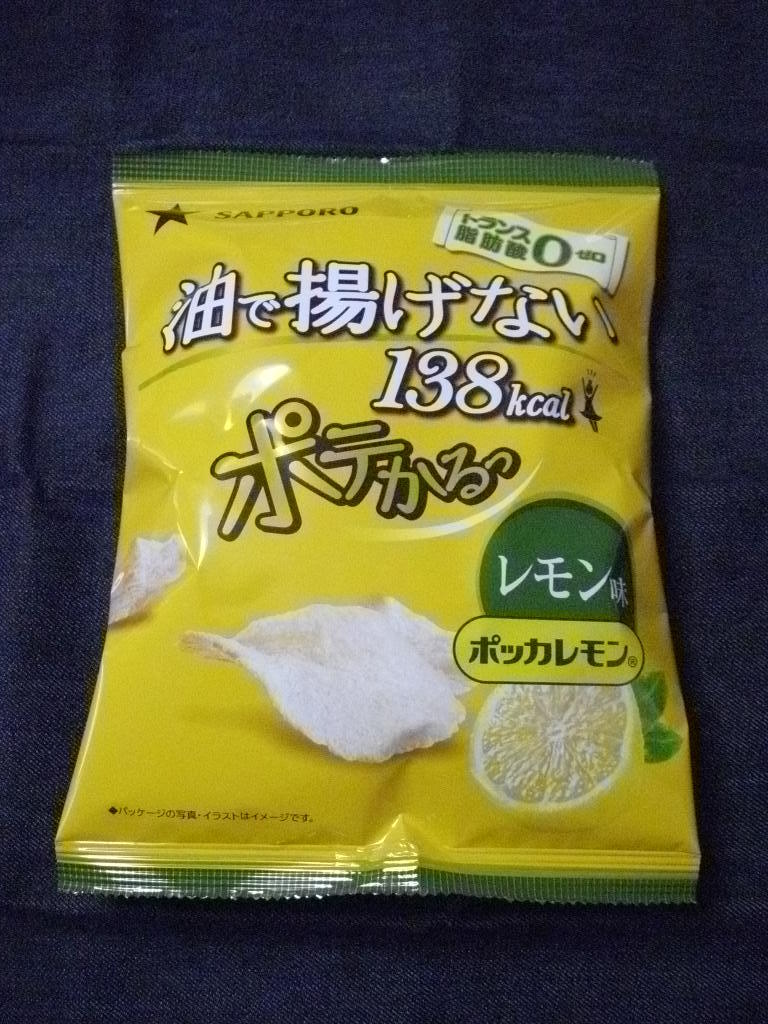 SAPPORO
トランス
脂肪酸0ゼロ
油で揚げない
138kcal
ポテかるっ
レモン味
ポッカレモン®
◆パッケージの写真・イラストはイメージです。